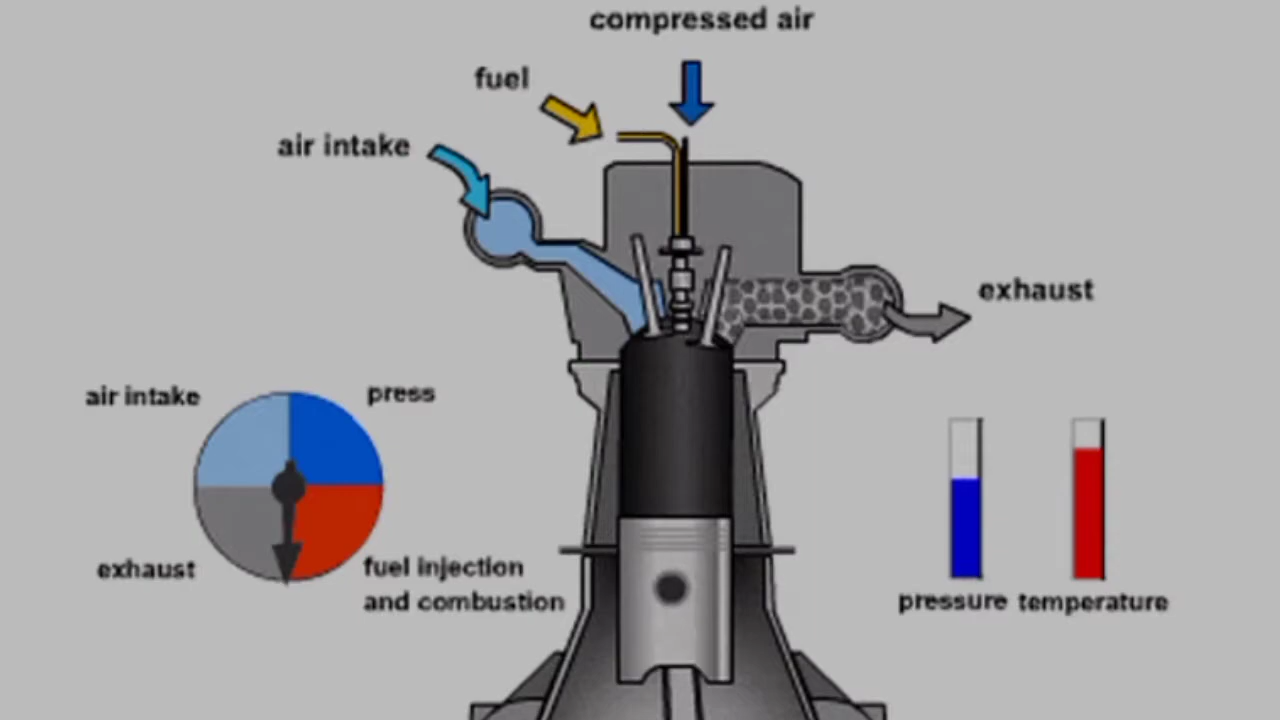 compressed air
fuel
air intake
exhaust
air intake
press
exhaust
fuel injection
and combustion
pressure
temperature